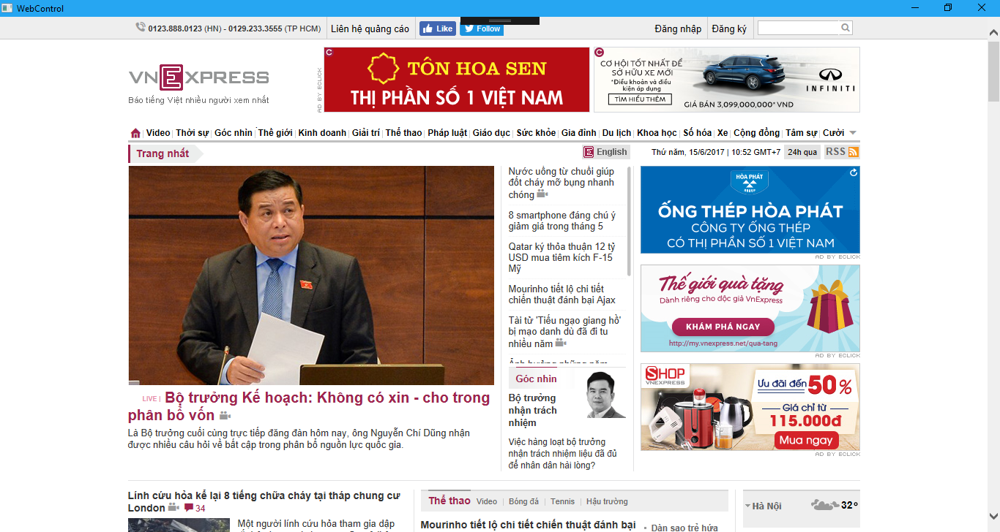 WebControl
0123.888.0123 (HN) - 0129.233.3555 (TP HCM)
Liên hệ quảng cáo
Like
Follow
Đăng nhập
Đăng ký
VNEXPRESS
Báo tiếng Việt nhiều người xem nhất
AD BY ECLICK
TÔN HOA SEN
THỊ PHẦN SỐ 1 VIỆT NAM
CƠ HỘI TỐT NHẤT ĐỂ
SỞ HỮU XE MỚI
*Điều khoản và điều
kiện áp dụng
TÌM HIỂU THÊM
INFINITI
GIÁ BÁN 3,099,000,000* VND
Video Thời sự Góc nhìn Thế giới Kinh doanh Giải trí Thể thao Pháp luật Giáo dục Sức khỏe Gia đình Du lịch Khoa học Số hóa Xe Cộng đồng Tâm sự Cười
Trang nhất
E English
Thứ năm, 15/6/2017 | 10:52 GMT+7
24h qua
RSS
LIVE | Bộ trưởng Kế hoạch: Không có xin - cho trong
phân bổ vốn
Là Bộ trưởng cuối cùng trực tiếp đăng đàn hôm nay, ông Nguyễn Chí Dũng nhận
được nhiều câu hỏi về bất cập trong phân bổ nguồn lực quốc gia.
Nước uống từ chuối giúp
đốt cháy mỡ bụng nhanh
chóng
8 smartphone đáng chú ý
giảm giá trong tháng 5
Qatar ký thỏa thuận 12 tỷ
USD mua tiêm kích F-15
Mỹ
Mourinho tiết lộ chi tiết
chiến thuật đánh bại Ajax
Tài tử 'Tiếu ngạo giang hồ'
bị mạo danh dù đã đi tu
nhiều năm
Ảnh hưởng những năm
Góc nhìn
Bộ trưởng
nhận trách
nhiệm
Việc hàng loạt bộ trưởng
nhận trách nhiệm liệu đã đủ
để nhân dân hài lòng?
HÒA PHÁT
GROUP
ỐNG THÉP HÒA PHÁT
CÔNG TY ỐNG THÉP
CÓ THỊ PHẦN SỐ 1 VIỆT NAM
AD BY ECLICK
Thế giới quà tặng
Dành riêng cho độc giả VnExpress
KHÁM PHÁ NGAY
http://my.vnexpress.net/qua-tang
AD BY ECLICK
SHOP
VNEXPRESS
Ưu đãi đến 50%
Giá chỉ từ
115.000đ
Mua ngay
AD BY ECLICK
Lính cứu hỏa kể lại 8 tiếng chữa cháy tại tháp chung cư
London 34
Một người lính cứu hỏa tham gia dập
Thể thao Video Bóng đá Tennis Hậu trường
Mourinho tiết lộ chi tiết chiến thuật đánh bại
Dàn sao trẻ hứa
Hà Nội
32°